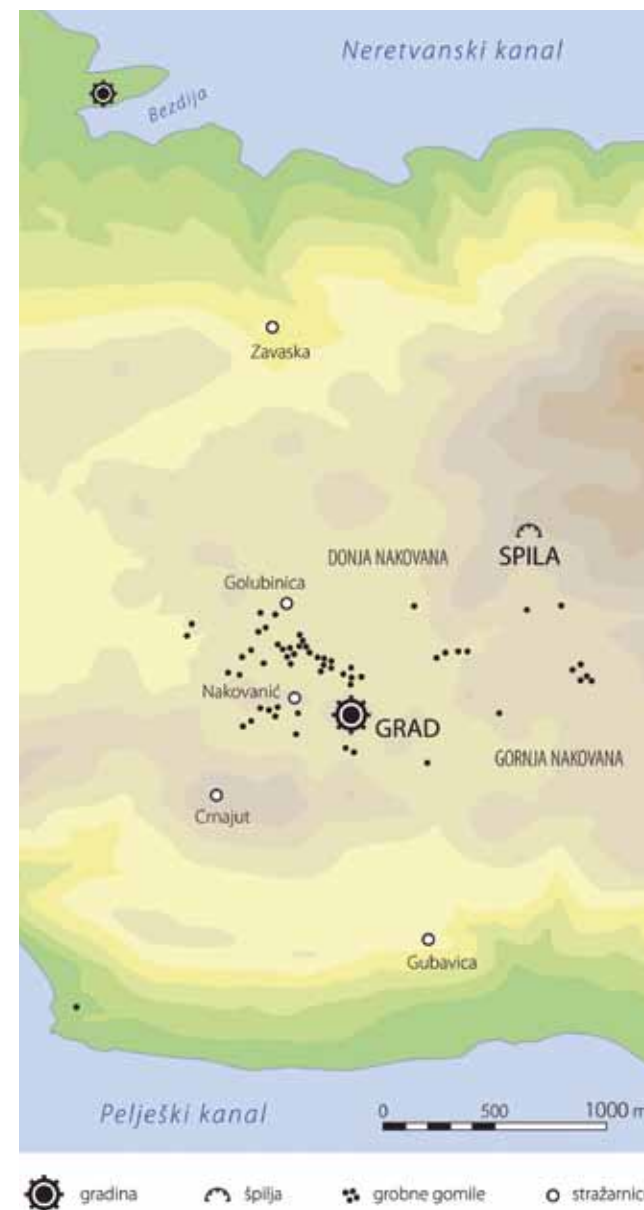 Neretvanski kanal
Bezdija
Zavaska
DONJA NAKOVANA
SPILA
Golubinica
Nakovanić
GRAD
GORNJA NAKOVANA
Crnajut
Gubavica
Pelješki kanal
0 500 1000 m
gradina špilja grobne gomile stražarnice